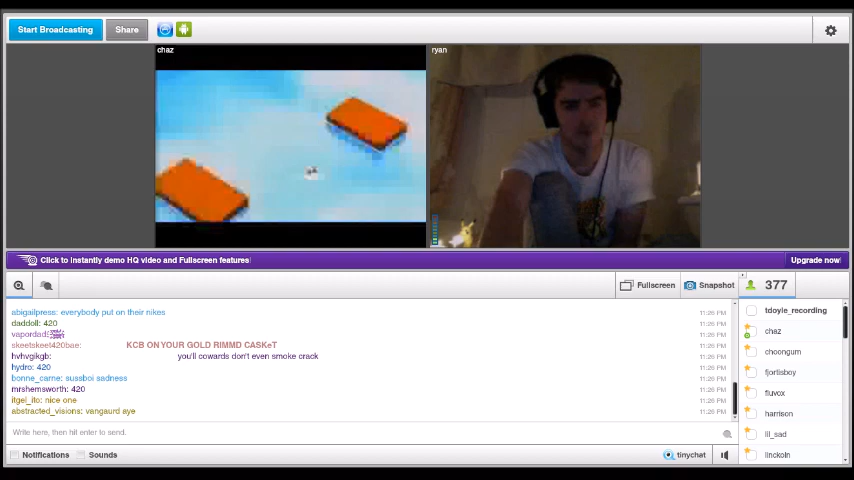 Start Broadcasting
Share
chaz
ryan
Click to instantly demo HQ video and Fullscreen features!
Upgrade now!
Fullscreen
Snapshot
377
abigailpress: everybody put on their nikes 11:26 PM
daddoll: 420 11:26 PM
vapordad: 11:26 PM
skeetskeet420bae: KCB ON YOUR GOLD RIMMD CASKeT 11:26 PM
hvhvgikgb: you'll cowards don't even smoke crack 11:26 PM
hydro: 420 11:26 PM
bonne_carne: sussboi sadness 11:26 PM
mrshemsworth: 420 11:26 PM
itgel_ito: nice one 11:26 PM
abstracted_visions: vangaurd aye 11:26 PM
Write here, then hit enter to send.
Notifications
Sounds
tinychat
tdoyle_recording
chaz
choongum
fjortisboy
fluvox
harrison
lil_sad
linckoln